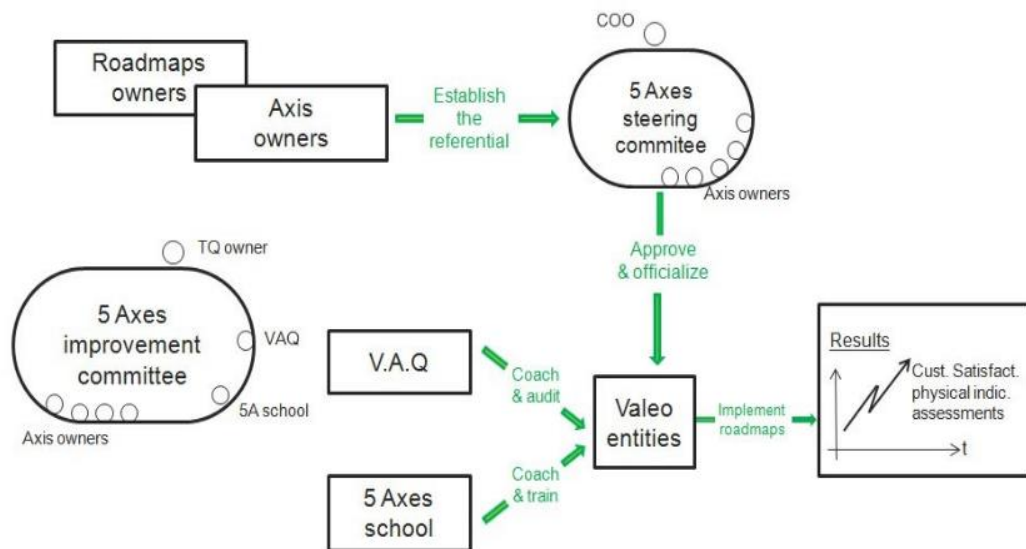 COO
Roadmaps
owners
Axis
owners
Establish
the
referential
5 Axes
steering
commitee
Axis owners
Approve
& officialize
TQ owner
5 Axes
improvement
committee
VAQ
5A school
Axis owners
V.A.Q
Coach
& audit
5 Axes
school
Coach
& train
Valeo
entities
Implement
roadmaps
Results
Cust. Satisfact.
physical indic.
assessments
t